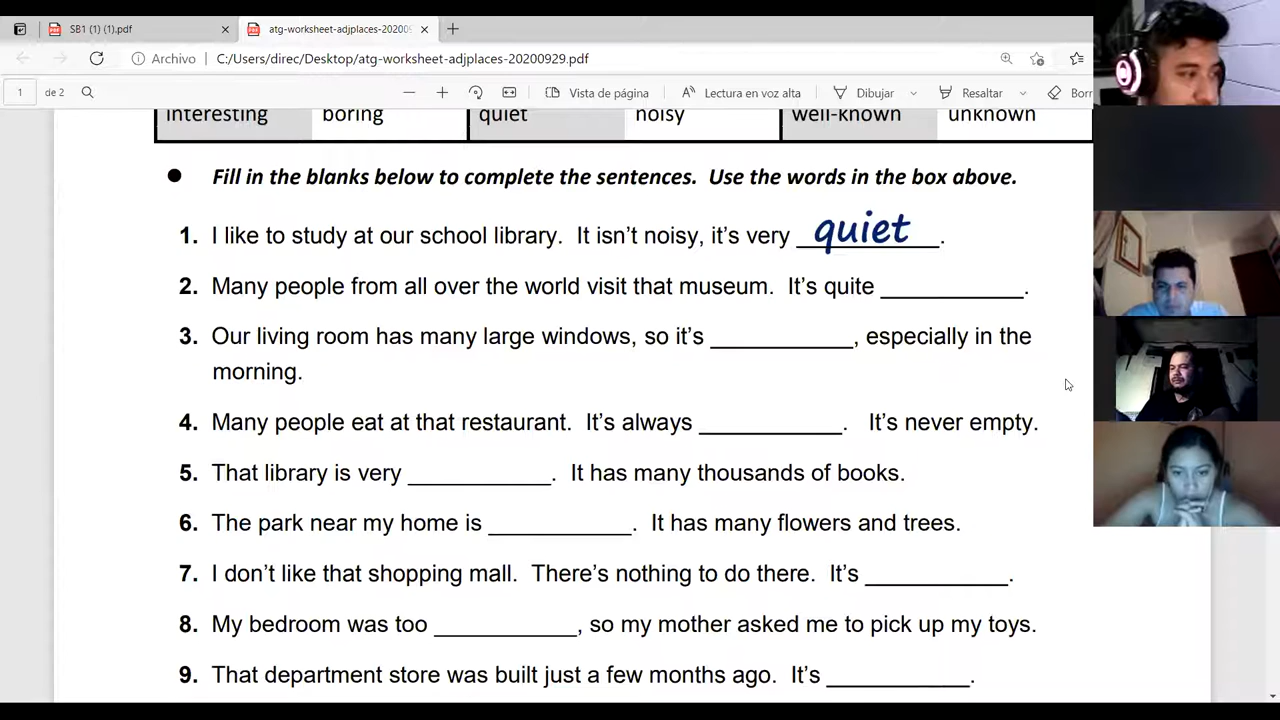 SB1 (1) (1).pdf
atg-worksheet-adjplaces-20200929
Archivo C:/Users/direc/Desktop/atg-worksheet-adjplaces-20200929.pdf
1 de 2 Vista de página Lectura en voz alta Dibujar Resaltar Borr
interesting boring quiet noisy well-known unknown
● Fill in the blanks below to complete the sentences. Use the words in the box above.
1. I like to study at our school library. It isn't noisy, it's very quiet.
2. Many people from all over the world visit that museum. It's quite ___________.
3. Our living room has many large windows, so it's ___________, especially in the
morning.
4. Many people eat at that restaurant. It's always ___________. It's never empty.
5. That library is very ___________. It has many thousands of books.
6. The park near my home is ___________. It has many flowers and trees.
7. I don't like that shopping mall. There's nothing to do there. It's ___________.
8. My bedroom was too ___________, so my mother asked me to pick up my toys.
9. That department store was built just a few months ago. It's ___________.